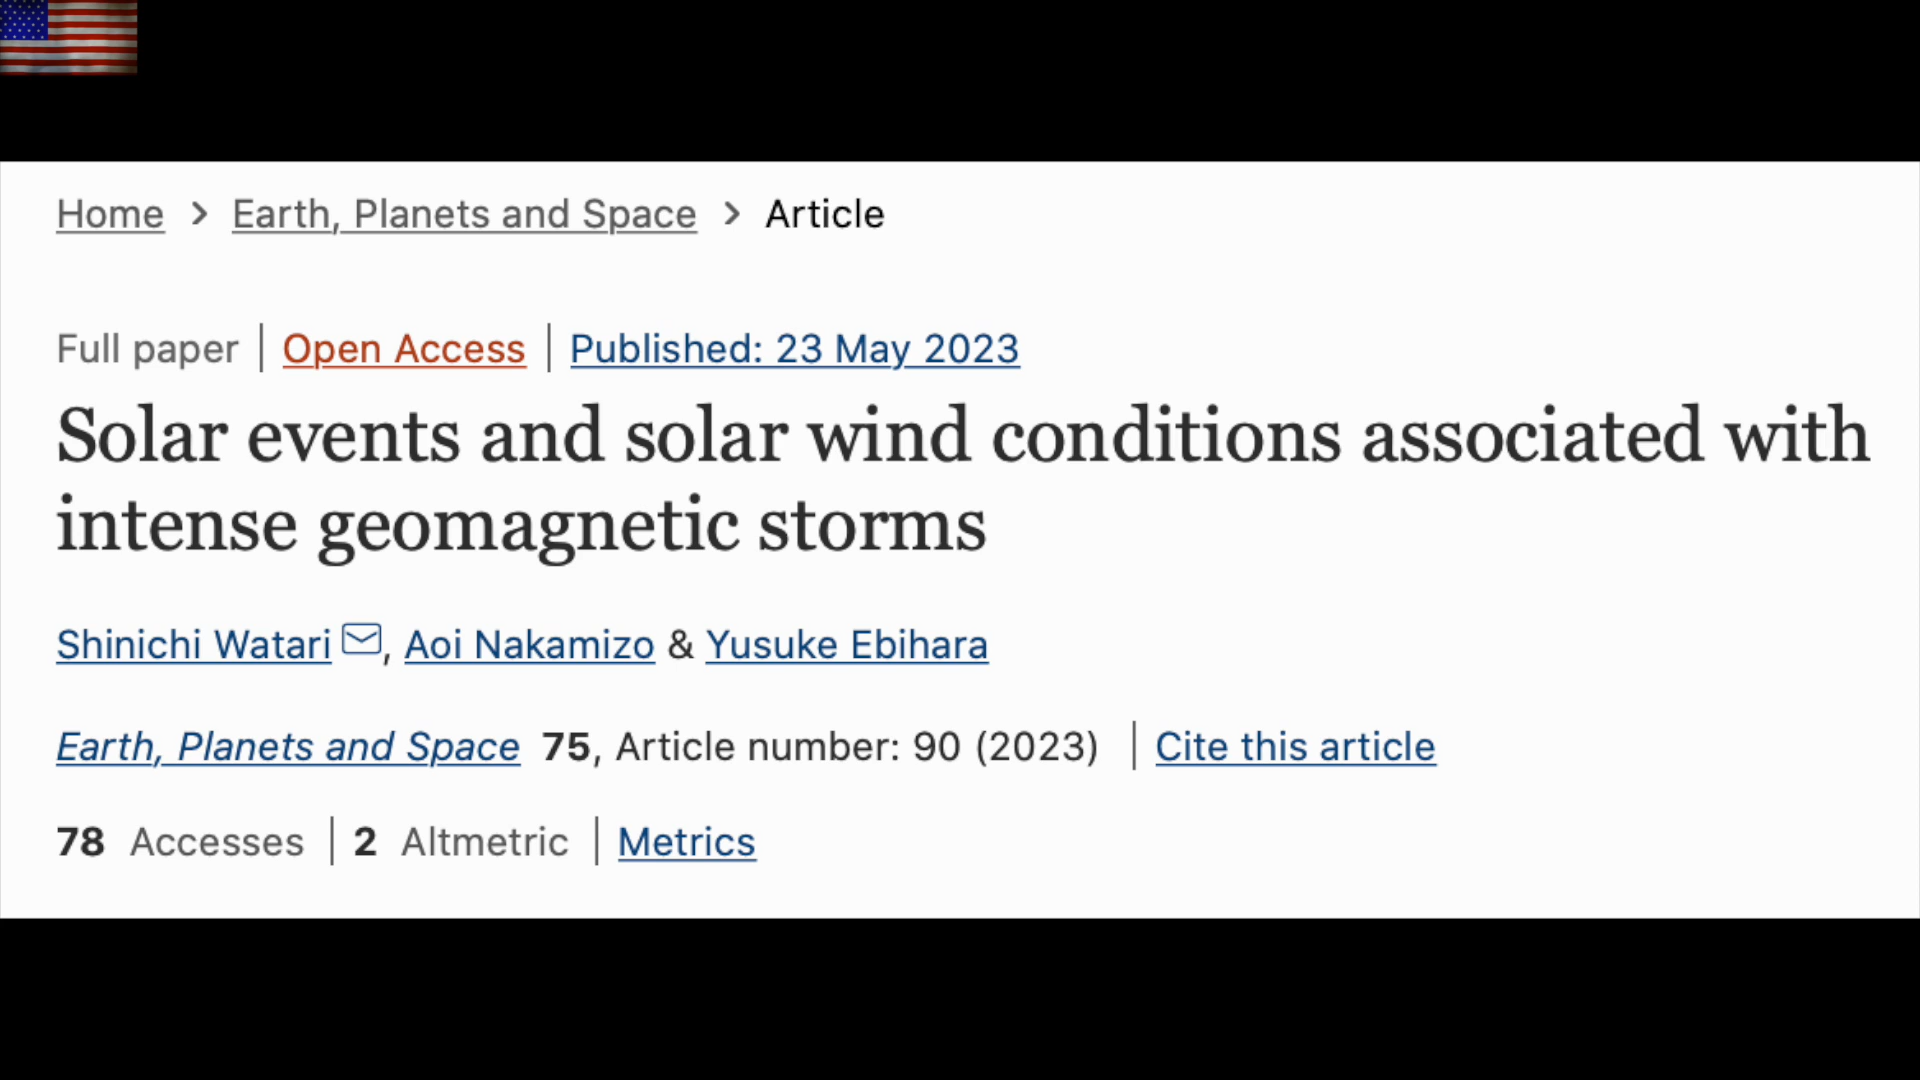 Home > Earth, Planets and Space > Article
Full paper | Open Access | Published: 23 May 2023
Solar events and solar wind conditions associated with
intense geomagnetic storms
Shinichi Watari, Aoi Nakamizo & Yusuke Ebihara
Earth, Planets and Space 75, Article number: 90 (2023) | Cite this article
78 Accesses | 2 Altmetric | Metrics